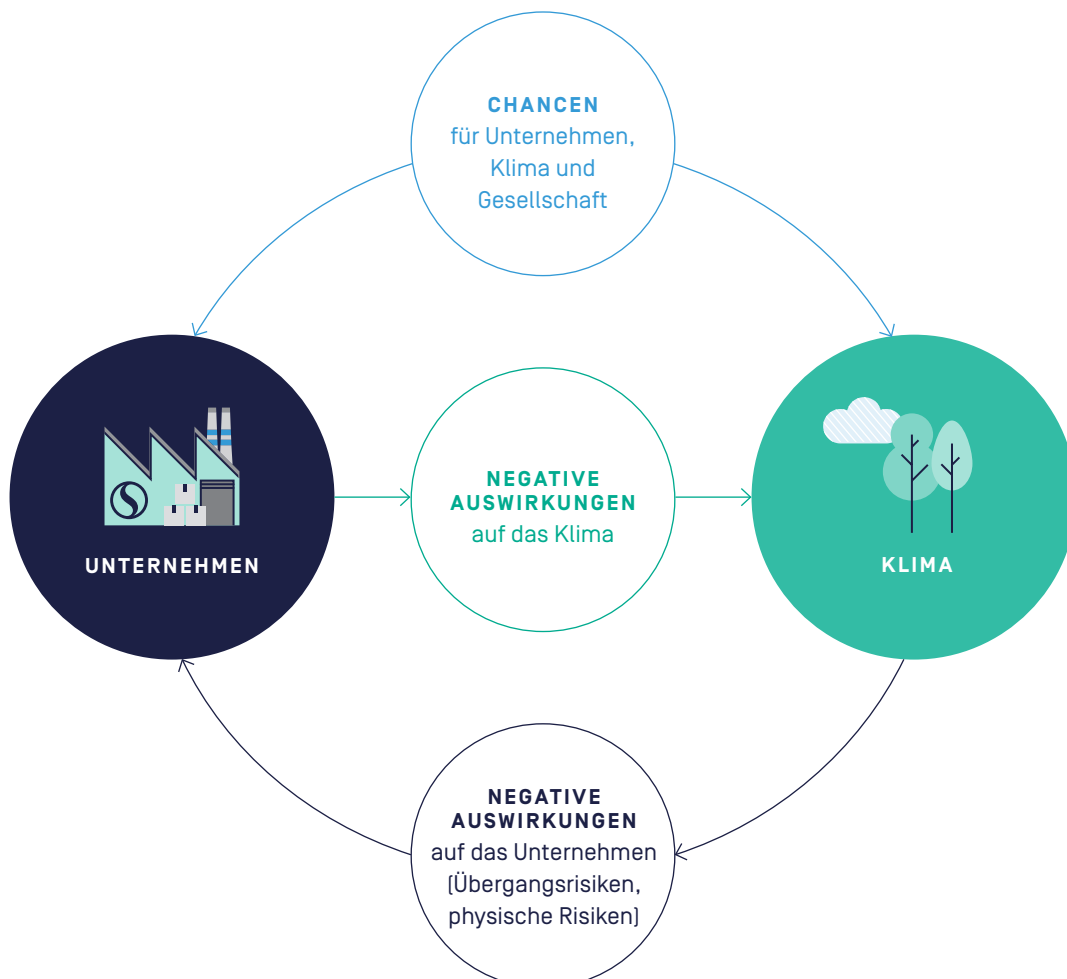 CHANCEN
für Unternehmen,
Klima und
Gesellschaft
UNTERNEHMEN
NEGATIVE
AUSWIRKUNGEN
auf das Klima
KLIMA
NEGATIVE
AUSWIRKUNGEN
auf das Unternehmen
(Übergangsrisiken,
physische Risiken)